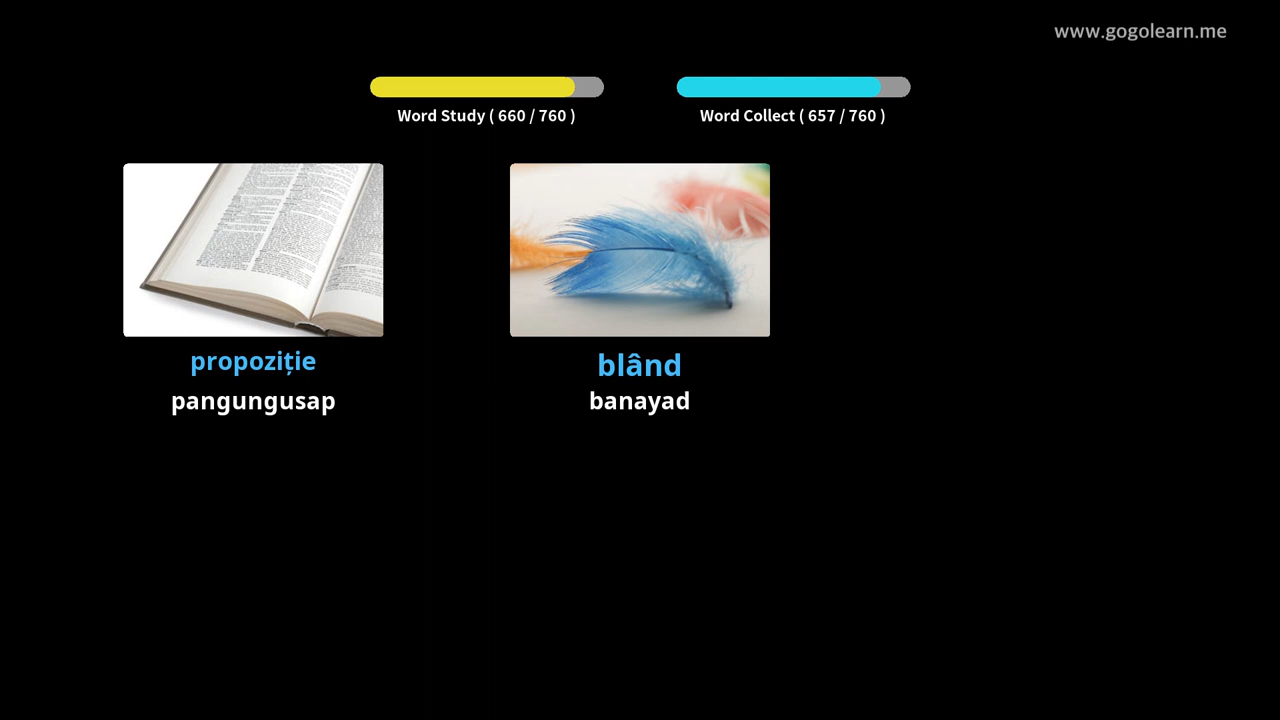 www.gogolearn.me
Word Study ( 660 / 760 )
Word Collect ( 657 / 760 )
propoziție
pangungusap
blând
banayad